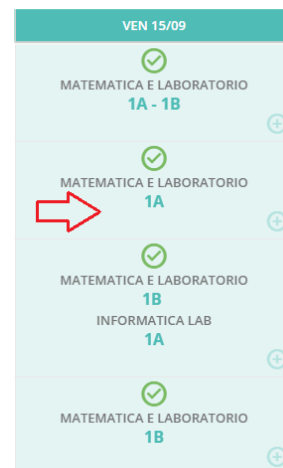 VEN 15/09
MATEMATICA E LABORATORIO
1A - 1B
MATEMATICA E LABORATORIO
1A
MATEMATICA E LABORATORIO
1B
INFORMATICA LAB
1A
MATEMATICA E LABORATORIO
1B